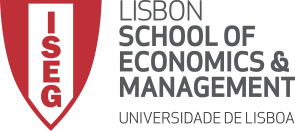 ISEG
LISBON
SCHOOL OF
ECONOMICS &
MANAGEMENT
UNIVERSIDADE DE LISBOA